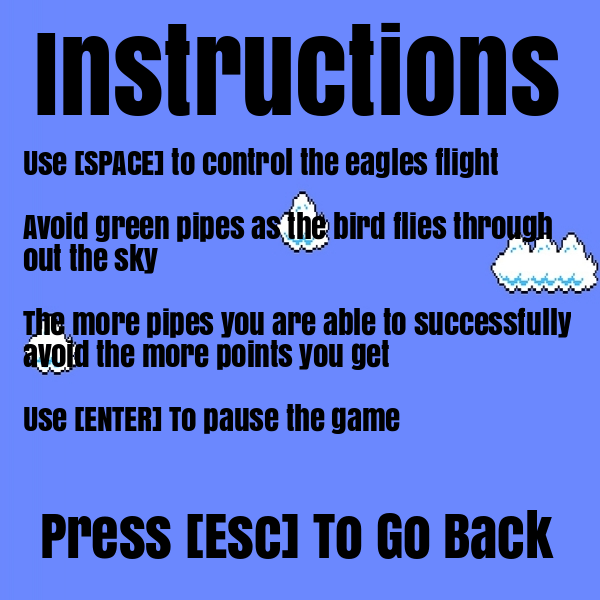 Instructions
Use [SPACE] to control the eagles flight
Avoid green pipes as the bird flies through
out the sky
The more pipes you are able to successfully
avoid the more points you get
Use [ENTER] To pause the game
Press [Esc] To Go Back